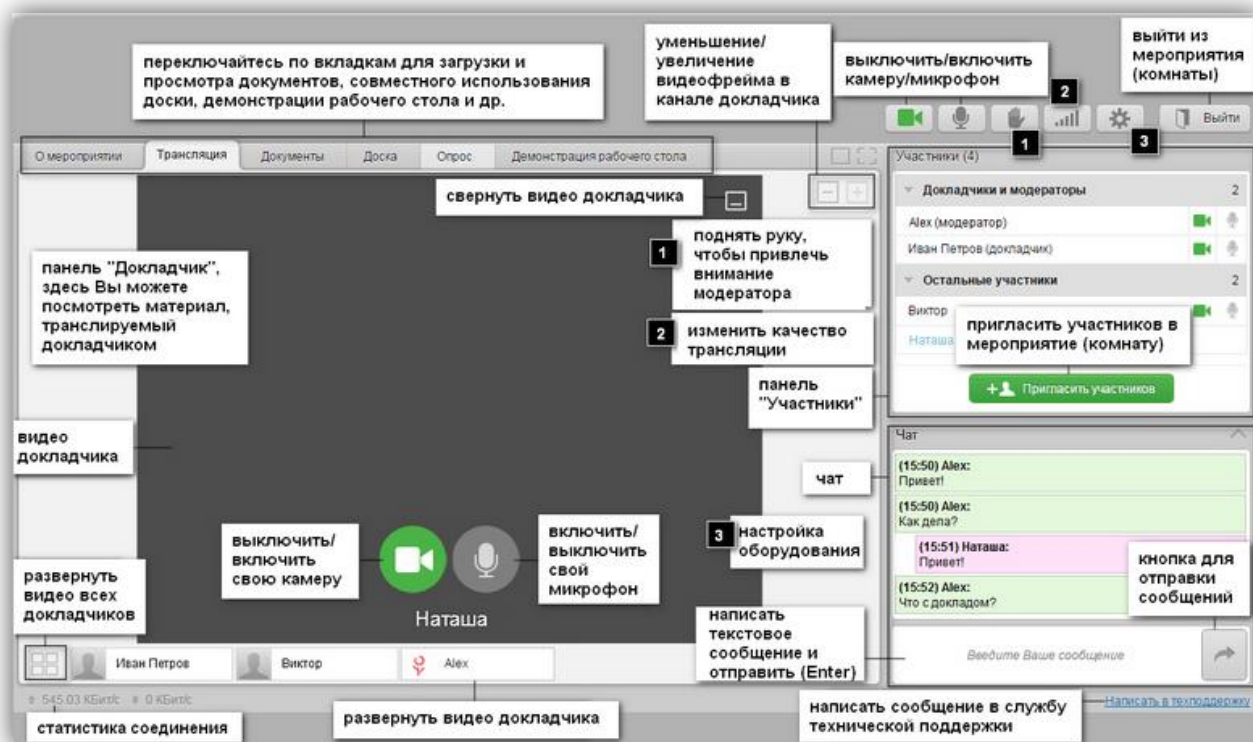 переключайтесь по вкладкам для загрузки и
просмотра документов, совместного использования
доски, демонстрации рабочего стола и др.
уменьшение/
увеличение
видеофрейма в
канале докладчика
выключить/включить
камеру/микрофон
выйти из
мероприятия
(комнаты)
2
Выйти
1
3
О мероприятии
Трансляция
Документы
Доска
Опрос
Демонстрация рабочего стола
Участники (4)
Докладчики и модераторы 2
Alex (модератор)
Иван Петров (докладчик)
Остальные участники 2
Виктор
Наташа
пригласить участников в
мероприятие (комнату)
Пригласить участников
свернуть видео докладчика
1
поднять руку,
чтобы привлечь
внимание
модератора
2
изменить качество
трансляции
панель
"Участники"
панель "Докладчик",
здесь Вы можете
посмотреть материал,
транслируемый
докладчиком
видео
докладчика
Чат
чат
(15:50) Alex:
Привет!
(15:50) Alex:
Как дела?
(15:51) Наташа:
Привет!
(15:52) Alex:
Что с докладом?
кнопка для
отправки
сообщений
3
настройка
оборудования
выключить/
включить
свою камеру
включить/
выключить
свой
микрофон
Наташа
развернуть
видео всех
докладчиков
написать
текстовое
сообщение и
отправить (Enter)
Введите Ваше сообщение
Иван Петров
Виктор
Alex
545.03 КБит/с 0 КБит/с
статистика соединения
развернуть видео докладчика
написать сообщение в службу
технической поддержки
Написать в техподдержку